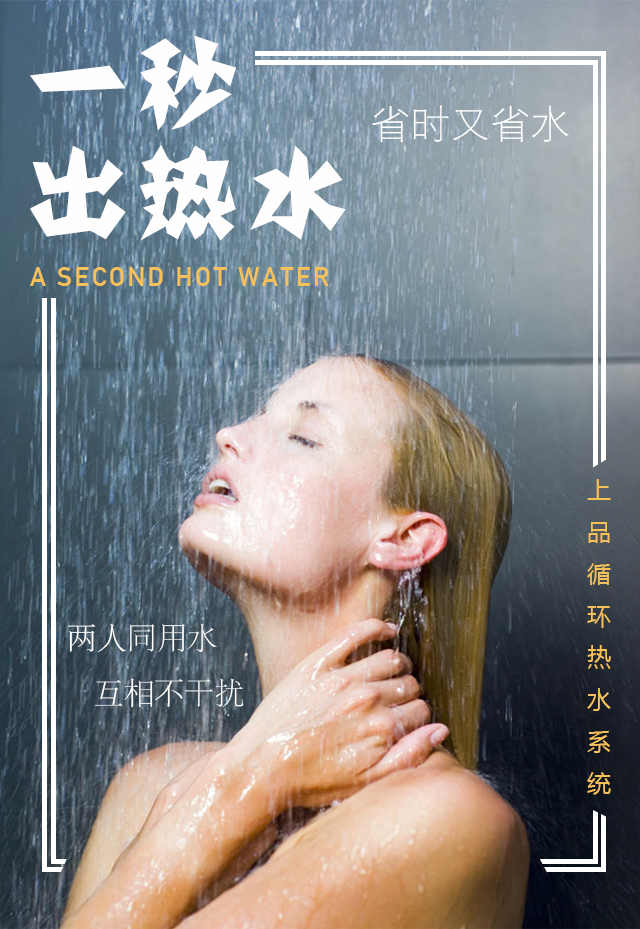 一秒
出热水
省时又省水
A SECOND HOT WATER
两人同用水
互相不干扰
上品循环热水系统